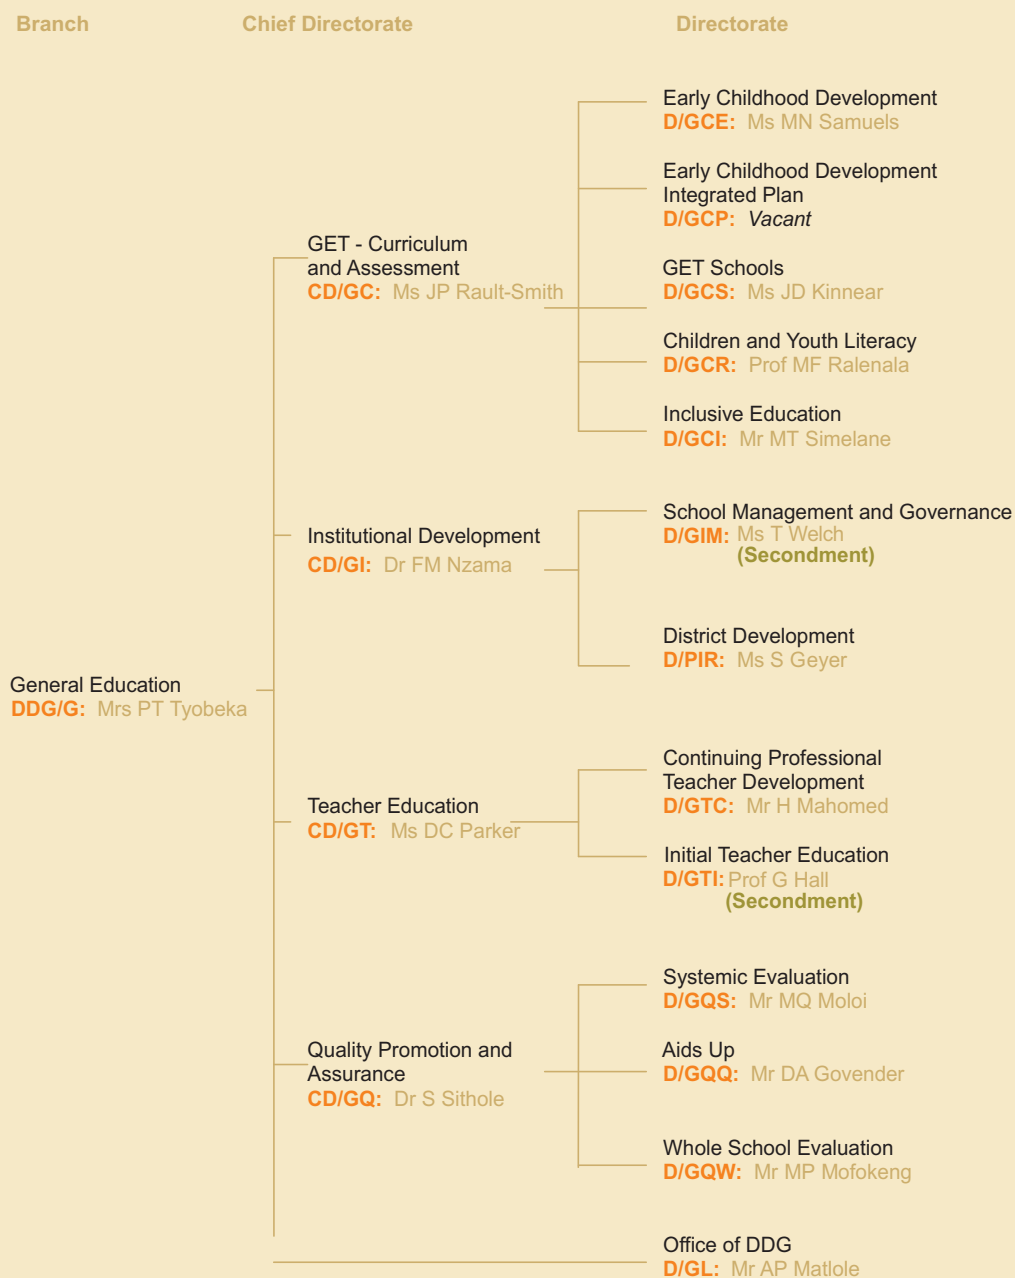 Branch
Chief Directorate
Directorate
Early Childhood Development
D/GCE: Ms MN Samuels
Early Childhood Development
Integrated Plan
D/GCP: Vacant
GET - Curriculum
and Assessment
CD/GC: Ms JP Rault-Smith
GET Schools
D/GCS: Ms JD Kinnear
Children and Youth Literacy
D/GCR: Prof MF Ralenala
Inclusive Education
D/GCI: Mr MT Simelane
Institutional Development
CD/GI: Dr FM Nzama
School Management and Governance
D/GIM: Ms T Welch
(Secondment)
District Development
D/PIR: Ms S Geyer
General Education
DDG/G: Mrs PT Tyobeka
Teacher Education
CD/GT: Ms DC Parker
Continuing Professional
Teacher Development
D/GTC: Mr H Mahomed
Initial Teacher Education
D/GTI: Prof G Hall
(Secondment)
Quality Promotion and
Assurance
CD/GQ: Dr S Sithole
Systemic Evaluation
D/GQS: Mr MQ Moloi
Aids Up
D/GQQ: Mr DA Govender
Whole School Evaluation
D/GQW: Mr MP Mofokeng
Office of DDG
D/GL: Mr AP Matlole